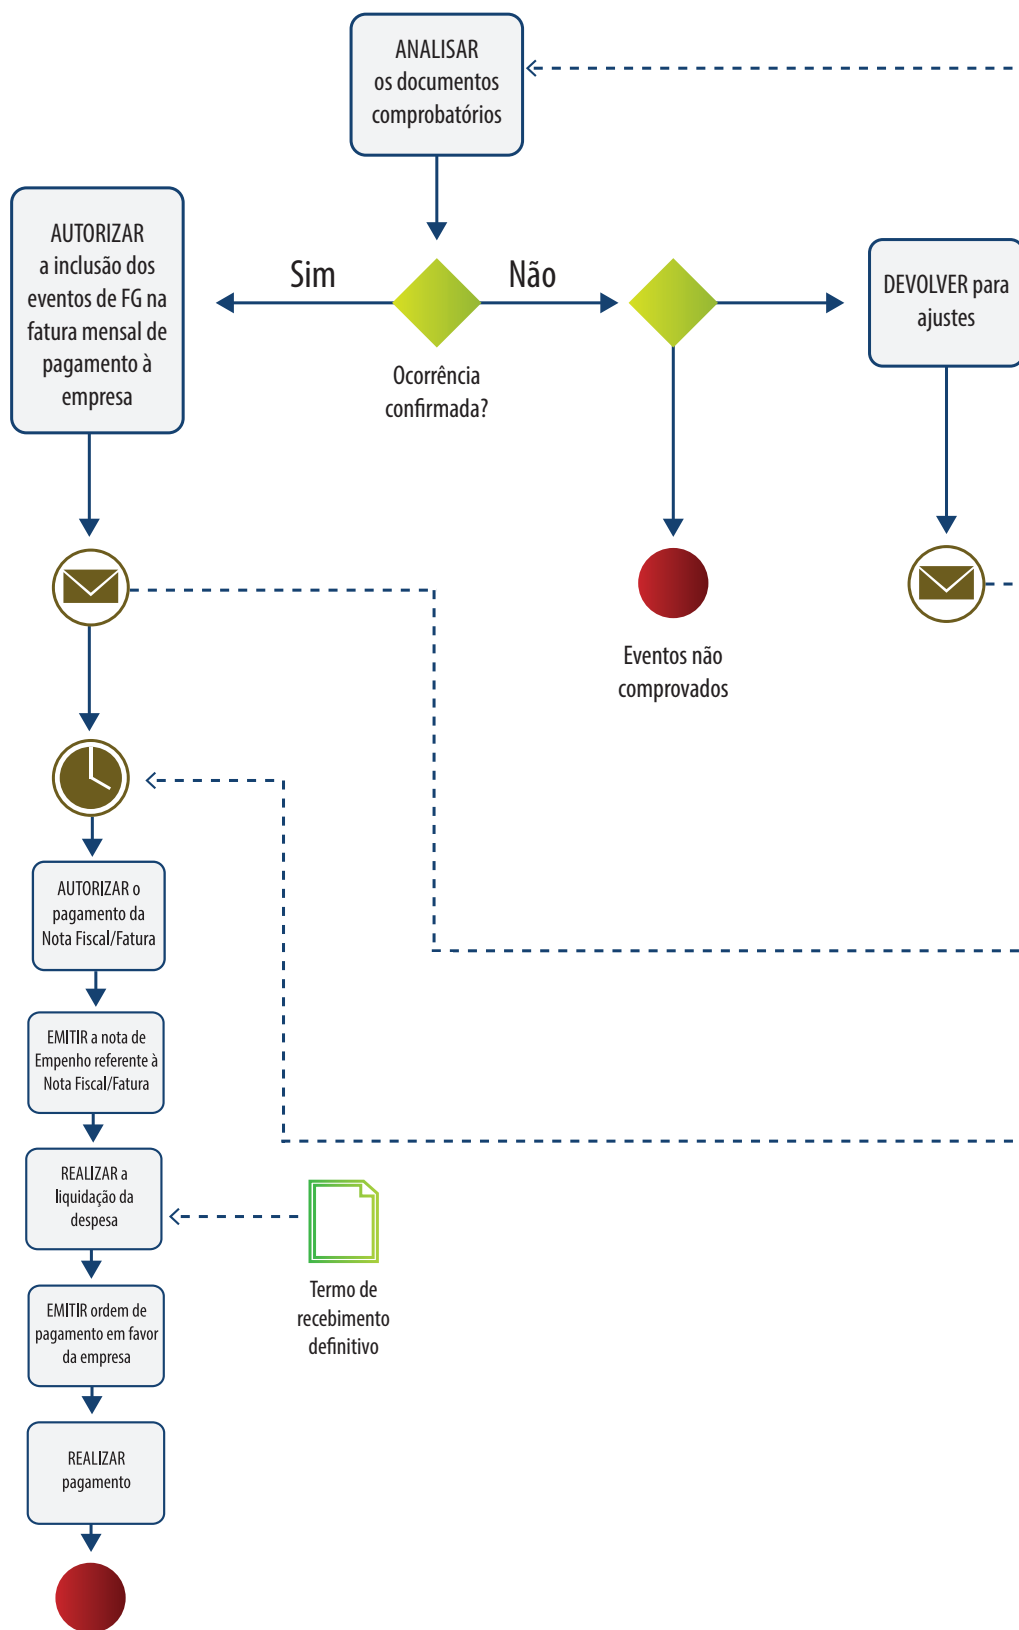 ANALISAR
os documentos
comprobatórios
AUTORIZAR
a inclusão dos
eventos de FG na
fatura mensal de
pagamento à
empresa
Sim
Não
Ocorrência
confirmada?
DEVOLVER para
ajustes
Eventos não
comprovados
AUTORIZAR o
pagamento da
Nota Fiscal/Fatura
EMITIR a nota de
Empenho referente à
Nota Fiscal/Fatura
REALIZAR a
liquidação da
despesa
Termo de
recebimento
definitivo
EMITIR ordem de
pagamento em favor
da empresa
REALIZAR
pagamento